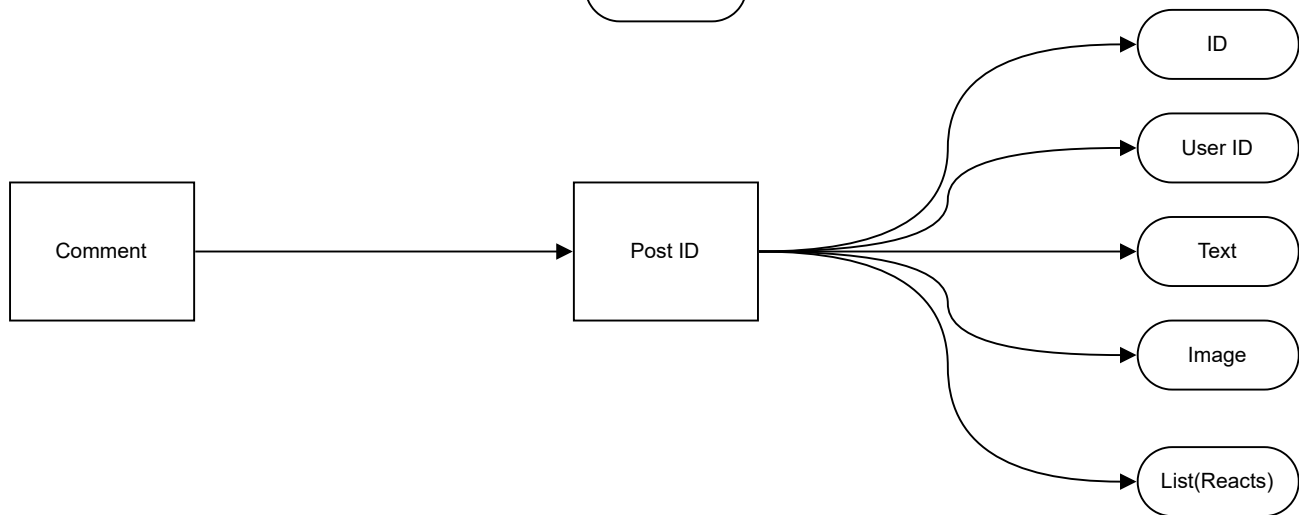 ID
User ID
Comment
Post ID
Text
Image
List(Reacts)